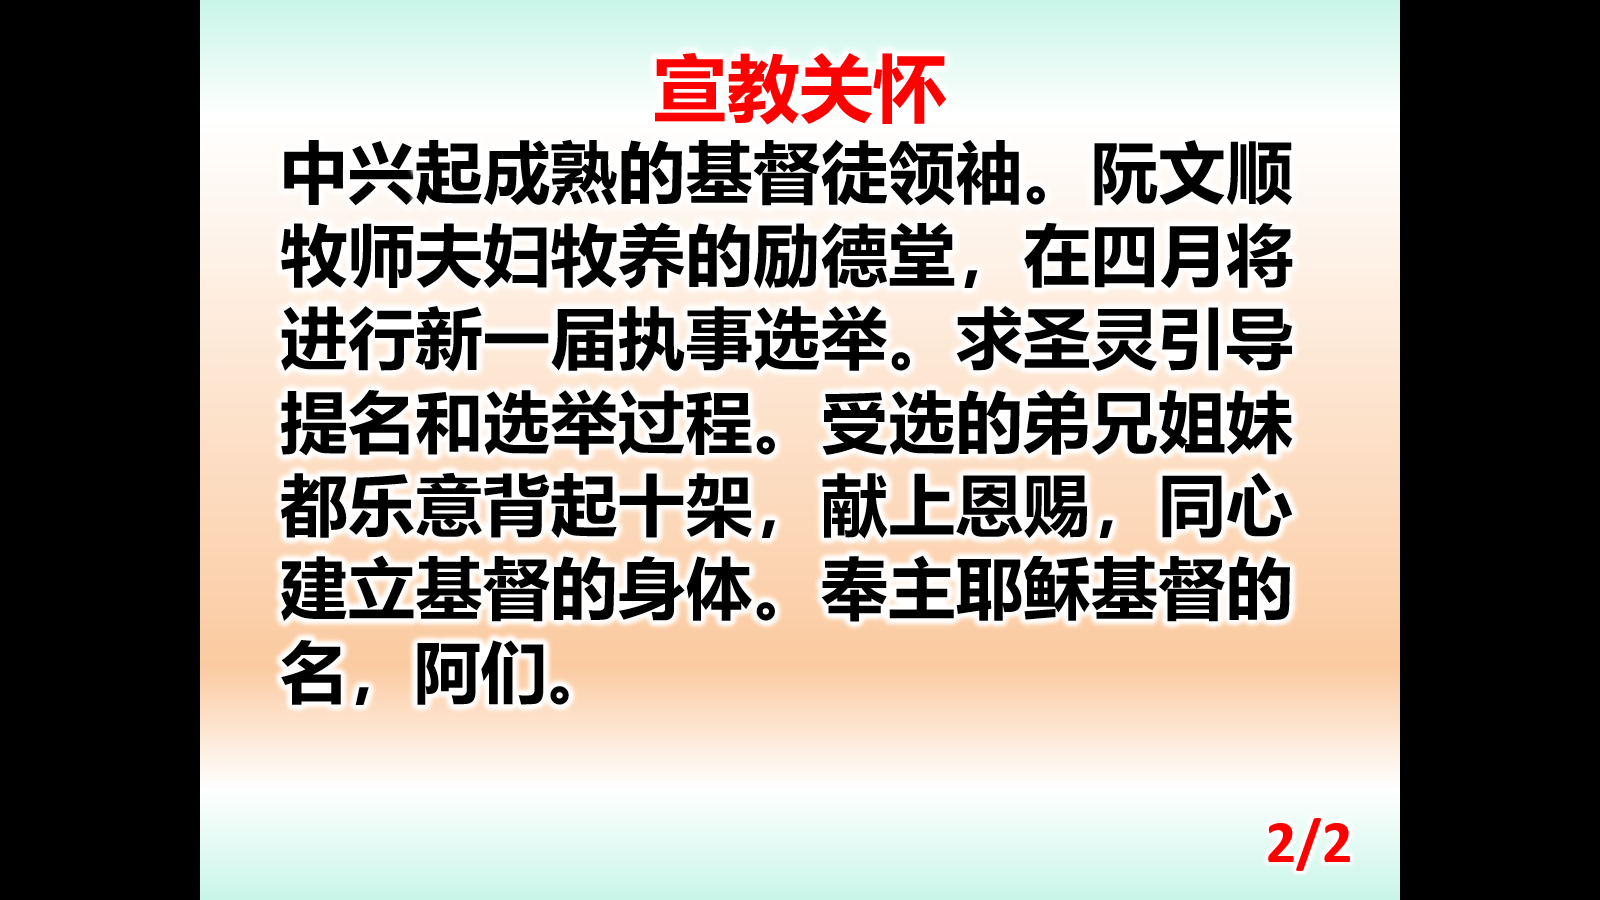 宣教关怀
中兴起成熟的基督徒领袖。阮文顺
牧师夫妇牧养的励德堂，在四月将
进行新一届执事选举。求圣灵引导
提名和选举过程。受选的弟兄姐妹
都乐意背起十架，献上恩赐，同心
建立基督的身体。奉主耶稣基督的
名，阿们。
2/2